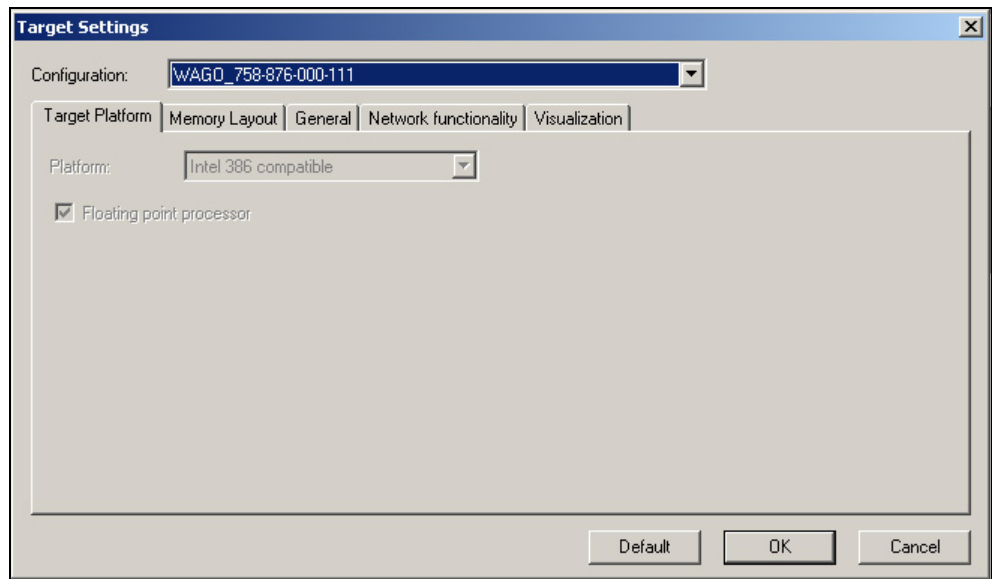 Target Settings
Configuration: WAGO_758-876-000-111
Target Platform Memory Layout General Network functionality Visualization
Platform: Intel 386 compatible
Floating point processor
Default OK Cancel